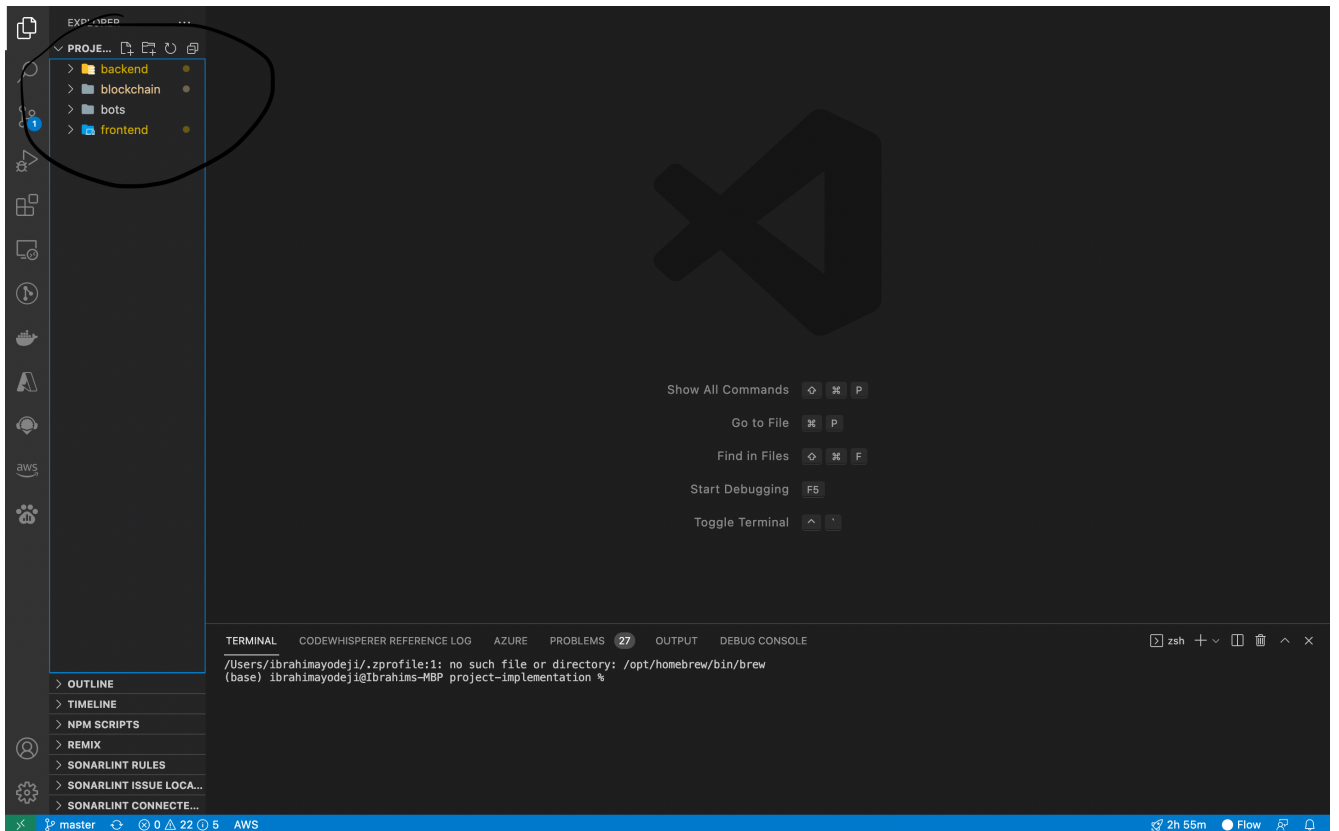 EXPLORER ...
PROJE...
backend
blockchain
bots
frontend
1
aws
Show All Commands ⇧ ⌘ P
Go to File ⌘ P
Find in Files ⇧ ⌘ F
Start Debugging F5
Toggle Terminal ^ `
TERMINAL CODEWHISPERER REFERENCE LOG AZURE PROBLEMS 27 OUTPUT DEBUG CONSOLE zsh
/Users/ibrahimayodeji/.zprofile:1: no such file or directory: /opt/homebrew/bin/brew
(base) ibrahimayodeji@Ibrahims-MBP project-implementation %
OUTLINE
TIMELINE
NPM SCRIPTS
REMIX
SONARLINT RULES
SONARLINT ISSUE LOCA...
SONARLINT CONNECTE...
master 0 22 5 AWS 2h 55m Flow